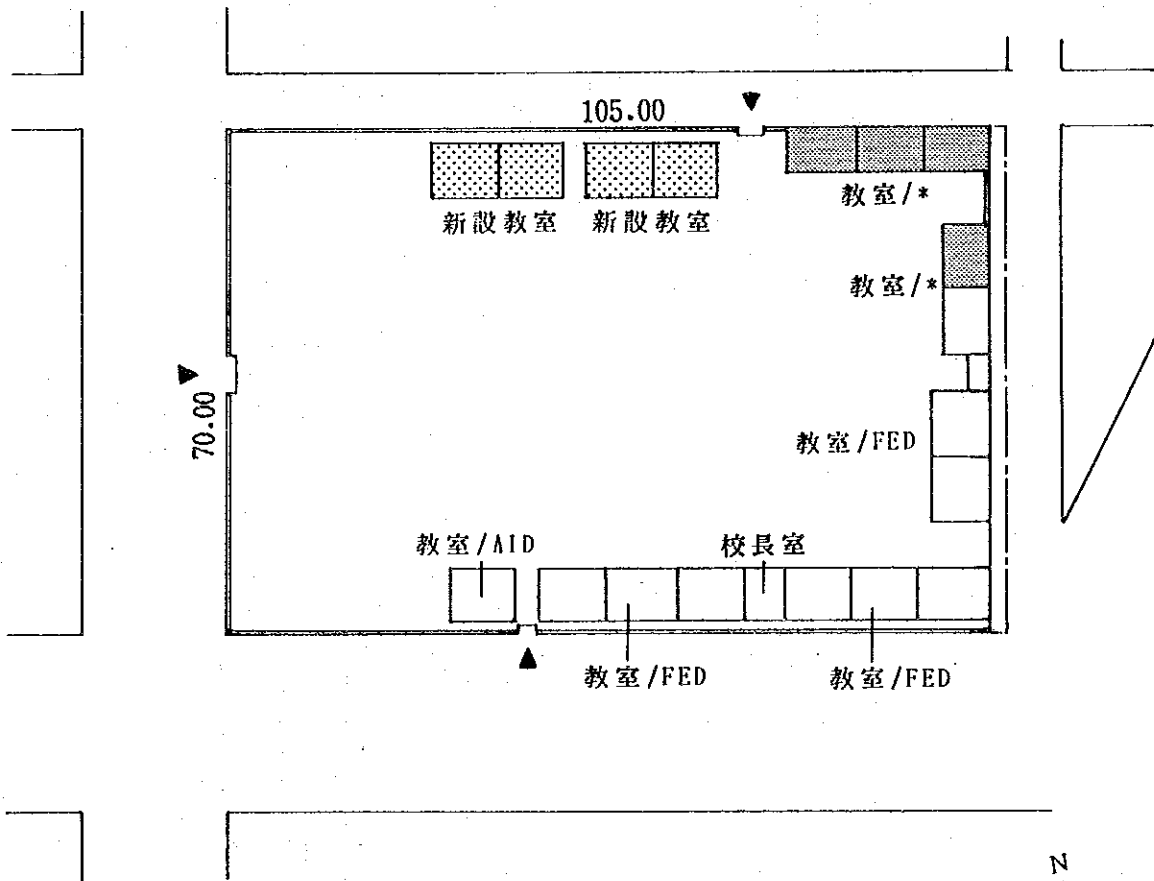 105.00
教室/*
新設教室 新設教室
教室/*
70.00
教室/FED
教室/AID 校長室
教室/FED 教室/FED
N